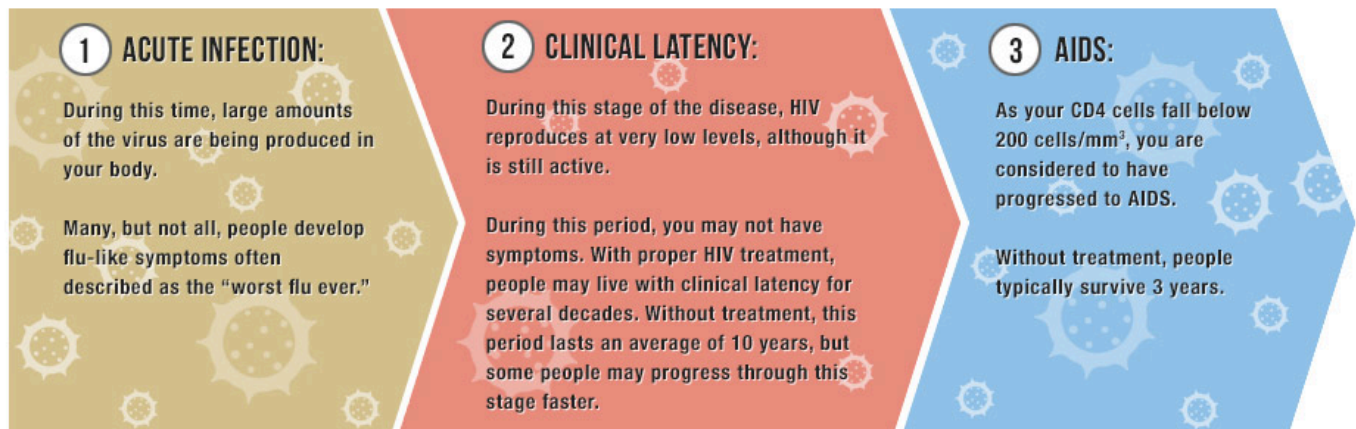 1 ACUTE INFECTION:
During this time, large amounts
of the virus are being produced in
your body.
Many, but not all, people develop
flu-like symptoms often
described as the “worst flu ever.”
2 CLINICAL LATENCY:
During this stage of the disease, HIV
reproduces at very low levels, although it
is still active.
During this period, you may not have
symptoms. With proper HIV treatment,
people may live with clinical latency for
several decades. Without treatment, this
period lasts an average of 10 years, but
some people may progress through this
stage faster.
3 AIDS:
As your CD4 cells fall below
200 cells/mm³, you are
considered to have
progressed to AIDS.
Without treatment, people
typically survive 3 years.